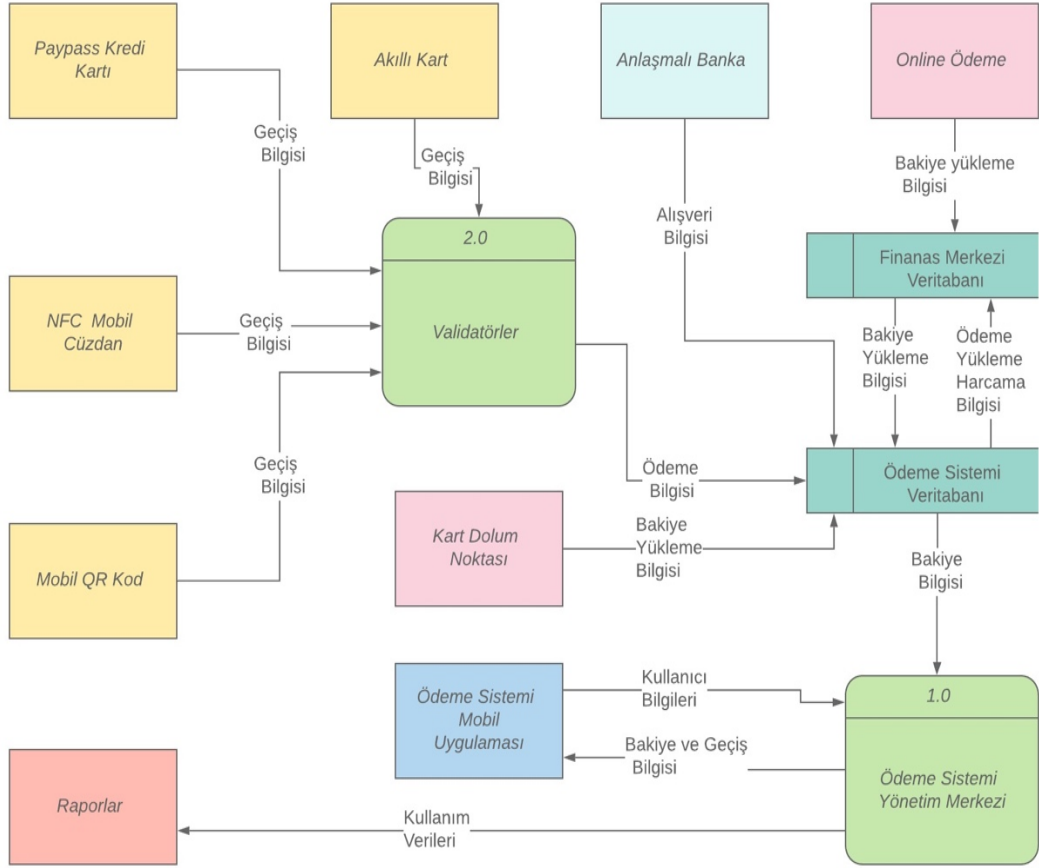 Paypass Kredi
Kartı
Akıllı Kart
Anlaşmalı Banka
Online Ödeme
Geçiş
Bilgisi
Geçiş
Bilgisi
Bakiye yükleme
Bilgisi
Alışveri
Bilgisi
2.0
Validatörler
Finanas Merkezi
Veritabanı
NFC Mobil
Cüzdan
Geçiş
Bilgisi
Bakiye
Yükleme
Bilgisi
Ödeme
Yükleme
Harcama
Bilgisi
Geçiş
Bilgisi
Ödeme
Bilgisi
Ödeme Sistemi
Veritabanı
Kart Dolum
Noktası
Bakiye
Yükleme
Bilgisi
Mobil QR Kod
Bakiye
Bilgisi
Ödeme Sistemi
Mobil
Uygulaması
Kullanıcı
Bilgileri
Bakiye ve Geçiş
Bilgisi
1.0
Ödeme Sistemi
Yönetim Merkezi
Raporlar
Kullanım
Verileri